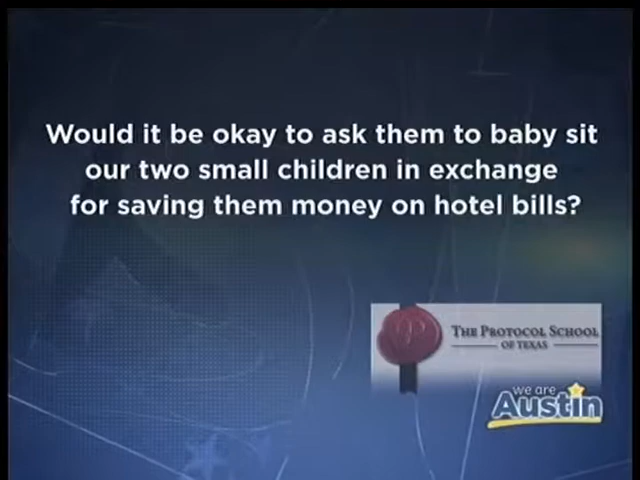 Would it be okay to ask them to baby sit
our two small children in exchange
for saving them money on hotel bills?
THE PROTOCOL SCHOOL
OF TEXAS
we are
Austin